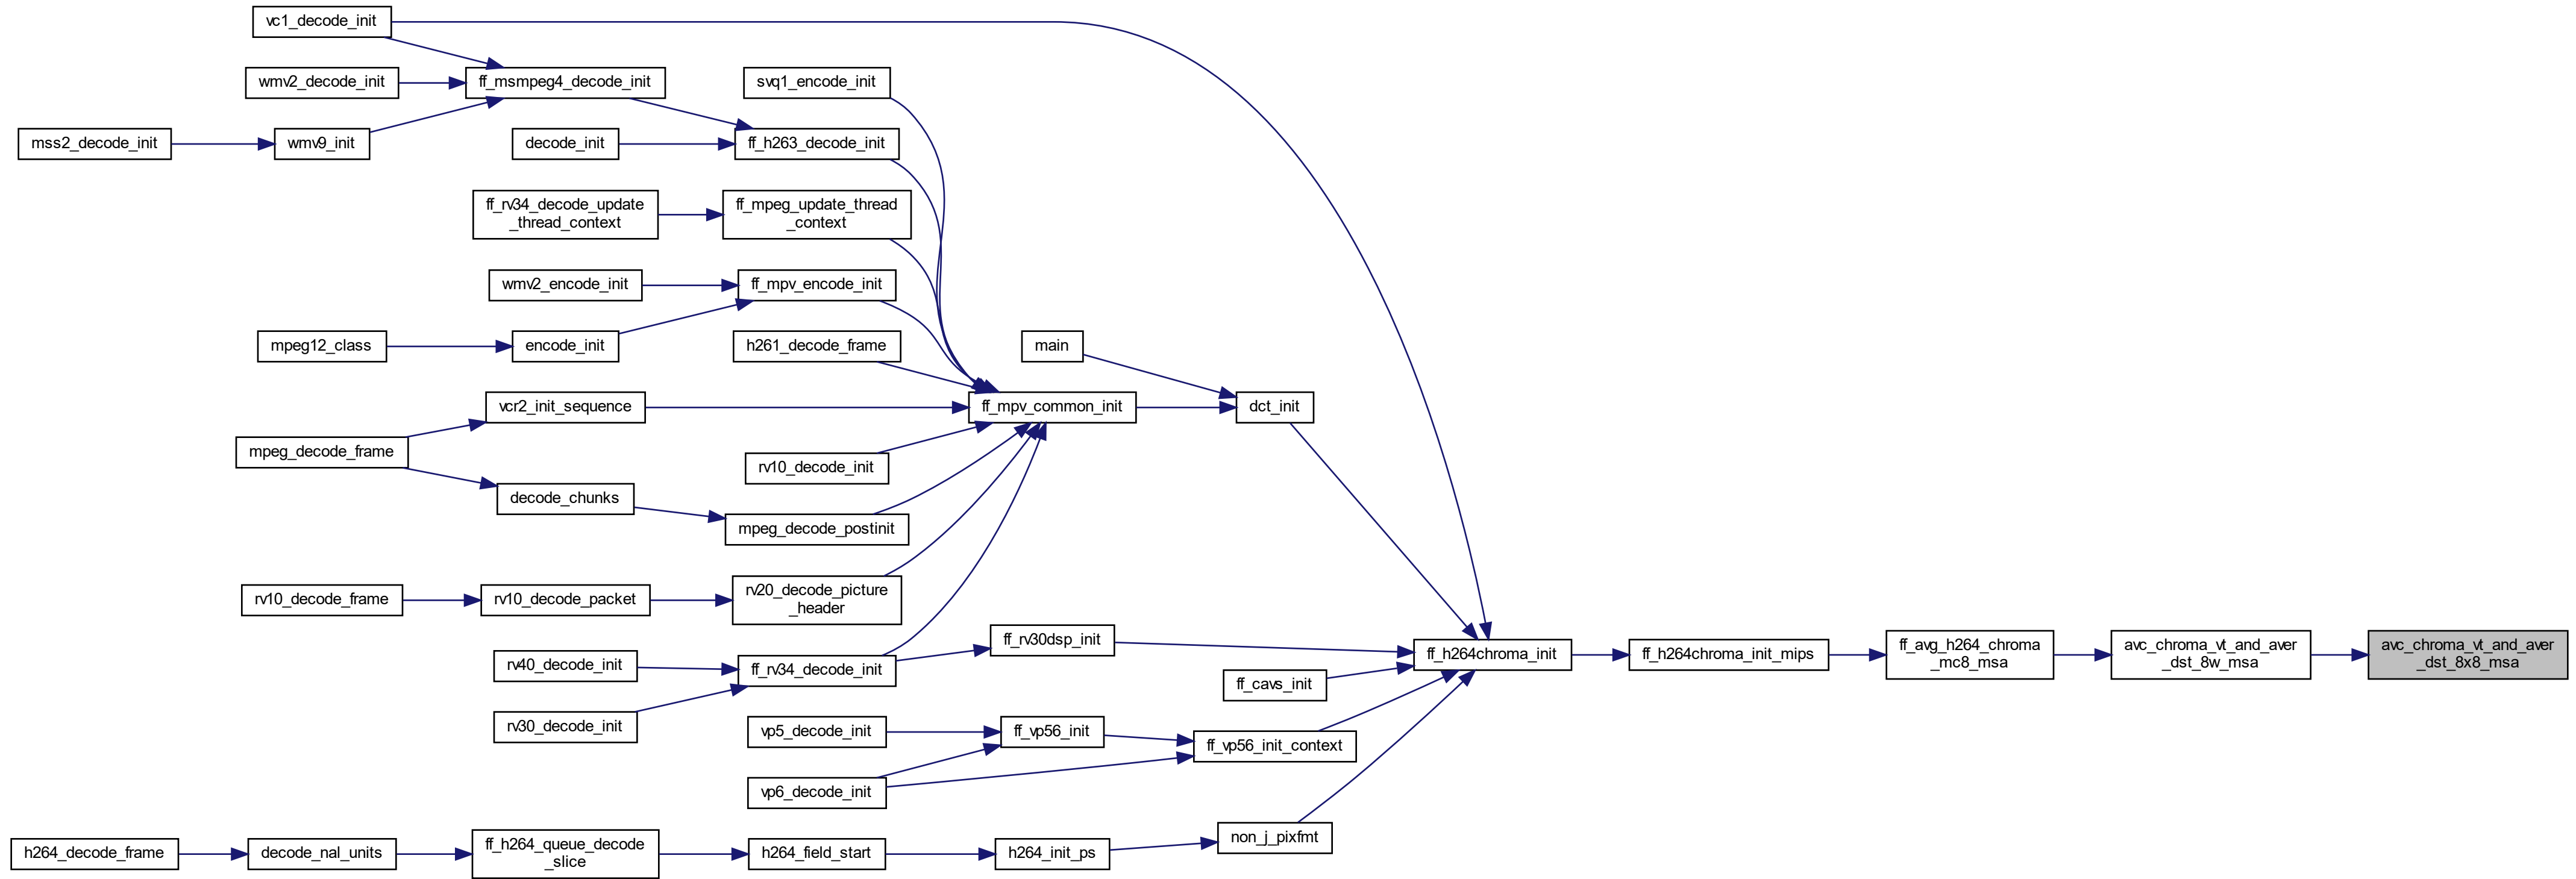 vc1_decode_init
wmv2_decode_init
ff_msmpeg4_decode_init
svq1_encode_init
mss2_decode_init
wmv9_init
decode_init
ff_h263_decode_init
ff_rv34_decode_update
_thread_context
ff_mpeg_update_thread
_context
wmv2_encode_init
ff_mpv_encode_init
mpeg12_class
encode_init
h261_decode_frame
main
vcr2_init_sequence
ff_mpv_common_init
dct_init
mpeg_decode_frame
rv10_decode_init
decode_chunks
mpeg_decode_postinit
rv10_decode_frame
rv10_decode_packet
rv20_decode_picture
_header
rv40_decode_init
ff_rv34_decode_init
ff_rv30dsp_init
ff_h264chroma_init
ff_h264chroma_init_mips
ff_avg_h264_chroma
_mc8_msa
avc_chroma_vt_and_aver
_dst_8w_msa
avc_chroma_vt_and_aver
_dst_8x8_msa
ff_cavs_init
rv30_decode_init
vp5_decode_init
ff_vp56_init
ff_vp56_init_context
vp6_decode_init
non_j_pixfmt
h264_decode_frame
decode_nal_units
ff_h264_queue_decode
_slice
h264_field_start
h264_init_ps